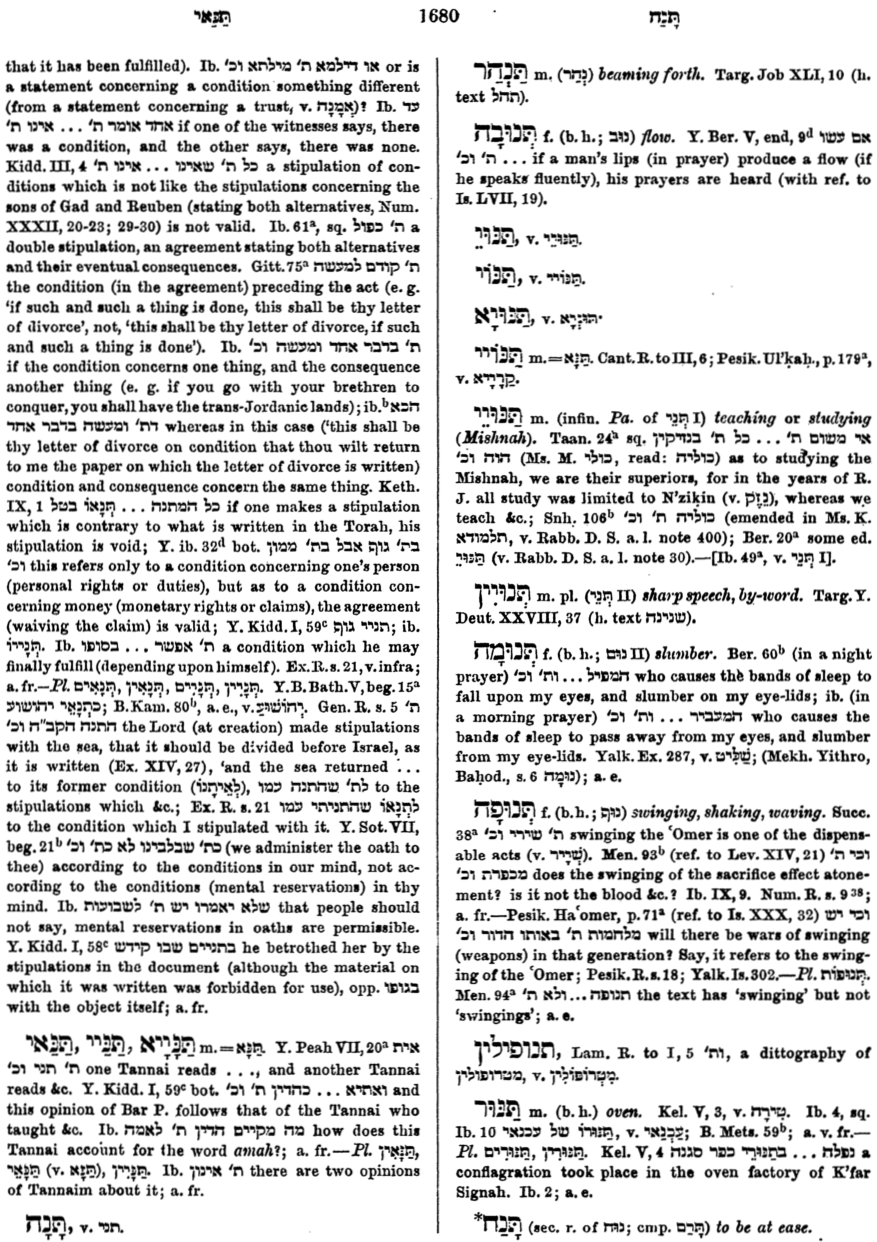 תַּנַּאי 1680 תָּנַח
that it has been fulfilled). Ib. או דילמא ת׳ מילתא וכ׳ or is
a statement concerning a condition something different
(from a statement concerning a trust, v. אֲמָנָה)? Ib. עד
אחד אומר ת׳ ... אינו ת׳ if one of the witnesses says, there
was a condition, and the other says, there was none.
Kidd. III, 4 כל ת׳ שאינו ... אינו ת׳ a stipulation of con-
ditions which is not like the stipulations concerning the
sons of Gad and Reuben (stating both alternatives, Num.
XXXII, 20-23; 29-30) is not valid. Ib. 61ᵃ, sq. ת׳ כפול a
double stipulation, an agreement stating both alternatives
and their eventual consequences. Gitt. 75ᵃ ת׳ קודם למעשה
the condition (in the agreement) preceding the act (e. g.
‘if such and such a thing is done, this shall be thy letter
of divorce’, not, ‘this shall be thy letter of divorce, if such
and such a thing is done’). Ib. ת׳ בדבר אחד ומעשה וכ׳
if the condition concerns one thing, and the consequence
another thing (e. g. if you go with your brethren to
conquer, you shall have the trans-Jordanic lands); ib.ᵇ הכא
דת׳ ומעשה בדבר אחד whereas in this case (‘this shall be
thy letter of divorce on condition that thou wilt return
to me the paper on which the letter of divorce is written)
condition and consequence concern the same thing. Keth.
IX, 1 כל המתנה ... תְּנָאוֹ בטל if one makes a stipulation
which is contrary to what is written in the Torah, his
stipulation is void; Y. ib. 32ᵈ bot. בת׳ גוף אבל בת׳ ממון
וכ׳ this refers only to a condition concerning one's person
(personal rights or duties), but as to a condition con-
cerning money (monetary rights or claims), the agreement
(waiving the claim) is valid; Y. Kidd. I, 59ᶜ תניי גוף; ib.
תְּנָיֵיו. Ib. ת׳ אפשר ... בסופו a condition which he may
finally fulfill (depending upon himself). Ex. R. s. 21, v. infra;
a. fr.—Pl. תְּנָאִים, תְּנָאִין, תְּנָיִים, תְּנָיִין. Y. B. Bath. V, beg. 15ᵃ
כתנאי יהושוע; B. Kam. 80ᵇ, a. e., v. יְהוֹשׁוּעַ. Gen. R. s. 5 ת׳
התנה הקב״ה וכ׳ the Lord (at creation) made stipulations
with the sea, that it should be divided before Israel, as
it is written (Ex. XIV, 27), ‘and the sea returned ...
to its former condition (לְאֵיתָנוֹ), לת׳ שהתנה עמו to the
stipulations which &c.; Ex. R. s. 21 לִתְנָאוֹ שהתניתי עמו
to the condition which I stipulated with it. Y. Sot. VII,
beg. 21ᵇ כת׳ שבלבינו לא כת׳ וכ׳ (we administer the oath to
thee) according to the conditions in our mind, not ac-
cording to the conditions (mental reservations) in thy
mind. Ib. שלא יאמרו יש ת׳ לשבועות that people should
not say, mental reservations in oaths are permissible.
Y. Kidd. I, 58ᶜ בתניים שבו קידש he betrothed her by the
stipulations in the document (although the material on
which it was written was forbidden for use), opp. בגופו
with the object itself; a. fr.
תַּנָּיָיא, תַּנַּיי, תַּנַּאי m.=תַּנָּא. Y. Peah VII, 20ᵃ אית
ת׳ תני וכ׳ one Tannai reads . . ., and another Tannai
reads &c. Y. Kidd. I, 59ᶜ bot. ואתיא ... כהדין ת׳ וכ׳ and
this opinion of Bar P. follows that of the Tannai who
taught &c. Ib. מה מקיים הדין ת׳ לאמה how does this
Tannai account for the word amah?; a. fr.—Pl. תַּנָּאִין,
תַּנָּאֵי (v. תַּנָּא), תַּנָּיִין. Ib. ת׳ אינון there are two opinions
of Tannaim about it; a. fr.
תָּנָה, v. תני.
תַּנְהַר m. (נְהַר) beaming forth. Targ. Job XLI, 10 (h.
text תהל).
תְּנוּבָה f. (b. h.; נוּב) flow. Y. Ber. V, end, 9ᵈ אם עשו
ת׳ ... וכ׳ if a man's lips (in prayer) produce a flow (if
he speaks fluently), his prayers are heard (with ref. to
Is. LVII, 19).
תַּנּוּיֵי, v. תַּנּוּיֵי.
תַּנּוֹי, v. תַּנּוֹיי.
תַּנּוּיָא, v. תּוּנְיָא.
תַּנּוֹיי m.=תַּנָּא. Cant. R. to III, 6; Pesik. Ul'ḳaḥ., p. 179ᵃ,
v. קָרָיָיא.
תַּנּוּיֵי m. (infin. Pa. of תְּנֵי I) teaching or studying
(Mishnah). Taan. 24ᵃ sq. אי משום ת׳ ... כל ת׳ בנזיקין
הוה וכ׳ (Ms. M. כולי, read: כוליה) as to studying the
Mishnah, we are their superiors, for in the years of R.
J. all study was limited to N'ziḳin (v. נֶזֶק), whereas we
teach &c.; Snh. 106ᵇ כוליה ת׳ וכ׳ (emended in Ms. K.
תלמודא, v. Rabb. D. S. a. l. note 400); Ber. 20ᵃ some ed.
תַּנּוּיֵי (v. Rabb. D. S. a. l. note 30).—[Ib. 49ᵃ, v. תְּנֵי I].
תַּנּוּיִין m. pl. (תְּנֵי II) sharp speech, by-word. Targ. Y.
Deut. XXVIII, 37 (h. text שנינה).
תְּנוּמָה f. (b. h.; נום II) slumber. Ber. 60ᵇ (in a night
prayer) המפיל ... ות׳ וכ׳ who causes the bands of sleep to
fall upon my eyes, and slumber on my eye-lids; ib. (in
a morning prayer) המעביר ... ות׳ וכ׳ who causes the
bands of sleep to pass away from my eyes, and slumber
from my eye-lids. Yalk. Ex. 287, v. שַׁלִּיט; (Mekh. Yithro,
Baḥod., s. 6 נומה); a. e.
תְּנוּפָה f. (b. h.; נוּף) swinging, shaking, waving. Succ.
38ᵃ ת׳ שירי וכ׳ swinging the ʿOmer is one of the dispens-
able acts (v. שְׁיָר). Men. 93ᵇ (ref. to Lev. XIV, 21) וכי ת׳
מכפרת וכ׳ does the swinging of the sacrifice effect atone-
ment? is it not the blood &c.? Ib. IX, 9. Num. R. s. 9³⁸;
a. fr.—Pesik. Haʿomer, p. 71ᵃ (ref. to Is. XXX, 32) וכי יש
מלחמות ת׳ באותו הדור וכ׳ will there be wars of swinging
(weapons) in that generation? Say, it refers to the swing-
ing of the ʿOmer; Pesik. R. s. 18; Yalk. Is. 302.—Pl. תְּנוּפוֹת.
Men. 94ᵃ תנופה ... ולא ת׳ the text has ‘swinging’ but not
‘swingings’; a. e.
תנופילין, Lam. R. to I, 5 ות׳, a dittography of
מטרופולין, v. מֶטְרוֹפּוֹלִין.
תַּנּוּר m. (b. h.) oven. Kel. V, 3, v. טִירָה. Ib. 4, sq.
Ib. 10 תַּנּוּרוֹ של עכנאי, v. עַכְנַאי; B. Mets. 59ᵇ; a. v. fr.—
Pl. תַּנּוּרִים, תַּנּוּרִין. Kel. V, 4 נפלה ... בתנורי כפר סגנה a
conflagration took place in the oven factory of K'far
Signah. Ib. 2; a. e.
*תָּנַח (sec. r. of נוח; cmp. תָּרַם) to be at ease.